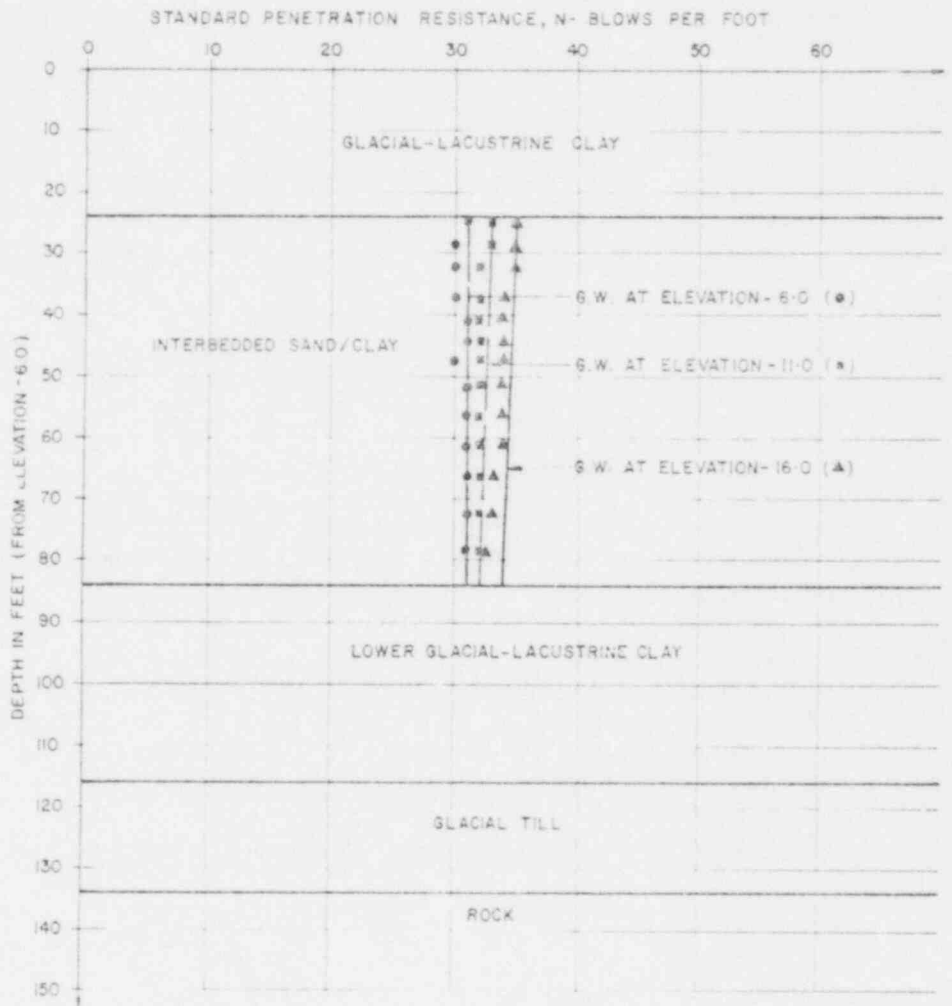 STANDARD PENETRATION RESISTANCE, N- BLOWS PER FOOT
0 10 20 30 40 50 60
0
10
GLACIAL-LACUSTRINE CLAY
20
30
G.W. AT ELEVATION - 6.0 (●)
40
INTERBEDDED SAND/CLAY
G.W. AT ELEVATION - 11.0 (■)
50
60
G.W. AT ELEVATION - 16.0 (▲)
70
80
90
LOWER GLACIAL-LACUSTRINE CLAY
100
110
120
GLACIAL TILL
130
ROCK
140
150
DEPTH IN FEET (FROM ELEVATION -6.0)